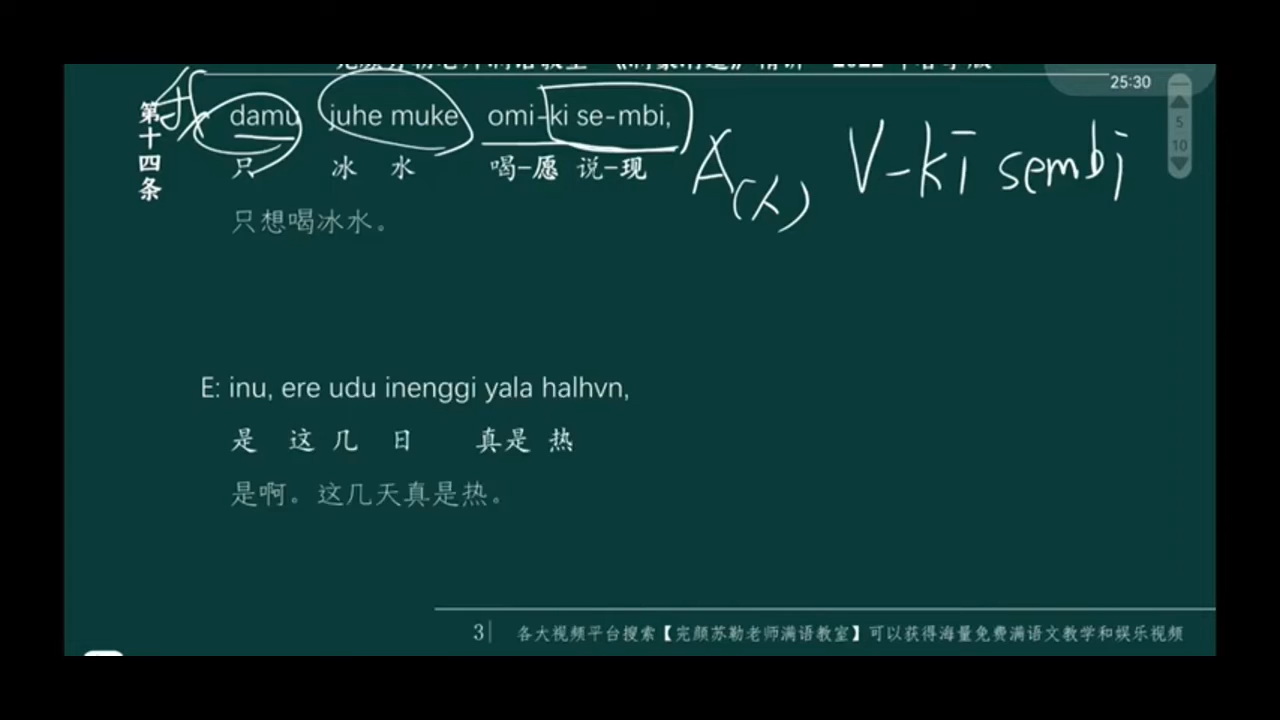 25:30
第十四条
我
damu juhe muke omi-ki se-mbi,
只 冰 水 喝-愿 说-现
A(人) V-ki sembi
5
10
只想喝冰水。
E: inu, ere udu inenggi yala halhvn,
是 这 几 日 真是 热
是啊。这几天真是热。
3 各大视频平台搜索【完颜苏勒老师满语教室】可以获得海量免费满语文教学和娱乐视频